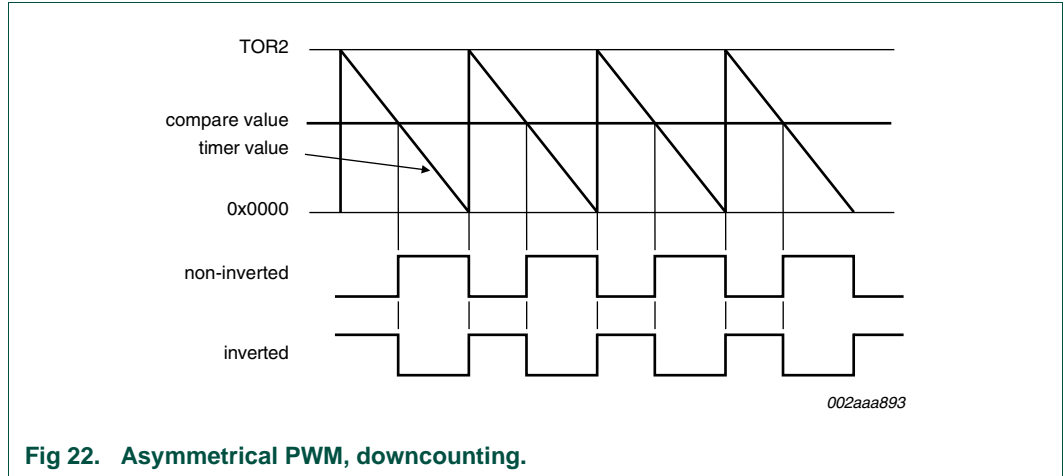 TOR2
compare value
timer value
0x0000
non-inverted
inverted
002aaa893
Fig 22. Asymmetrical PWM, downcounting.